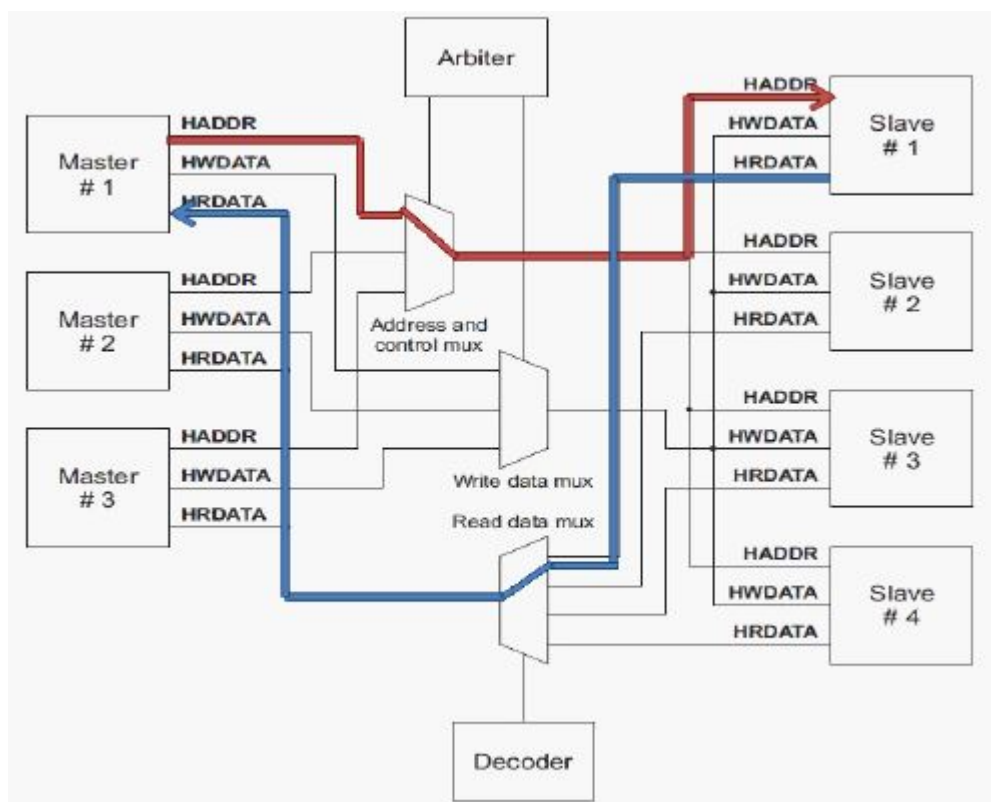 Arbiter
Master
# 1
HADDR
HWDATA
HRDATA
Master
# 2
HADDR
HWDATA
HRDATA
Master
# 3
HADDR
HWDATA
HRDATA
Address and
control mux
Write data mux
Read data mux
Decoder
HADDR
HWDATA
HRDATA
Slave
# 1
HADDR
HWDATA
HRDATA
Slave
# 2
HADDR
HWDATA
HRDATA
Slave
# 3
HADDR
HWDATA
HRDATA
Slave
# 4